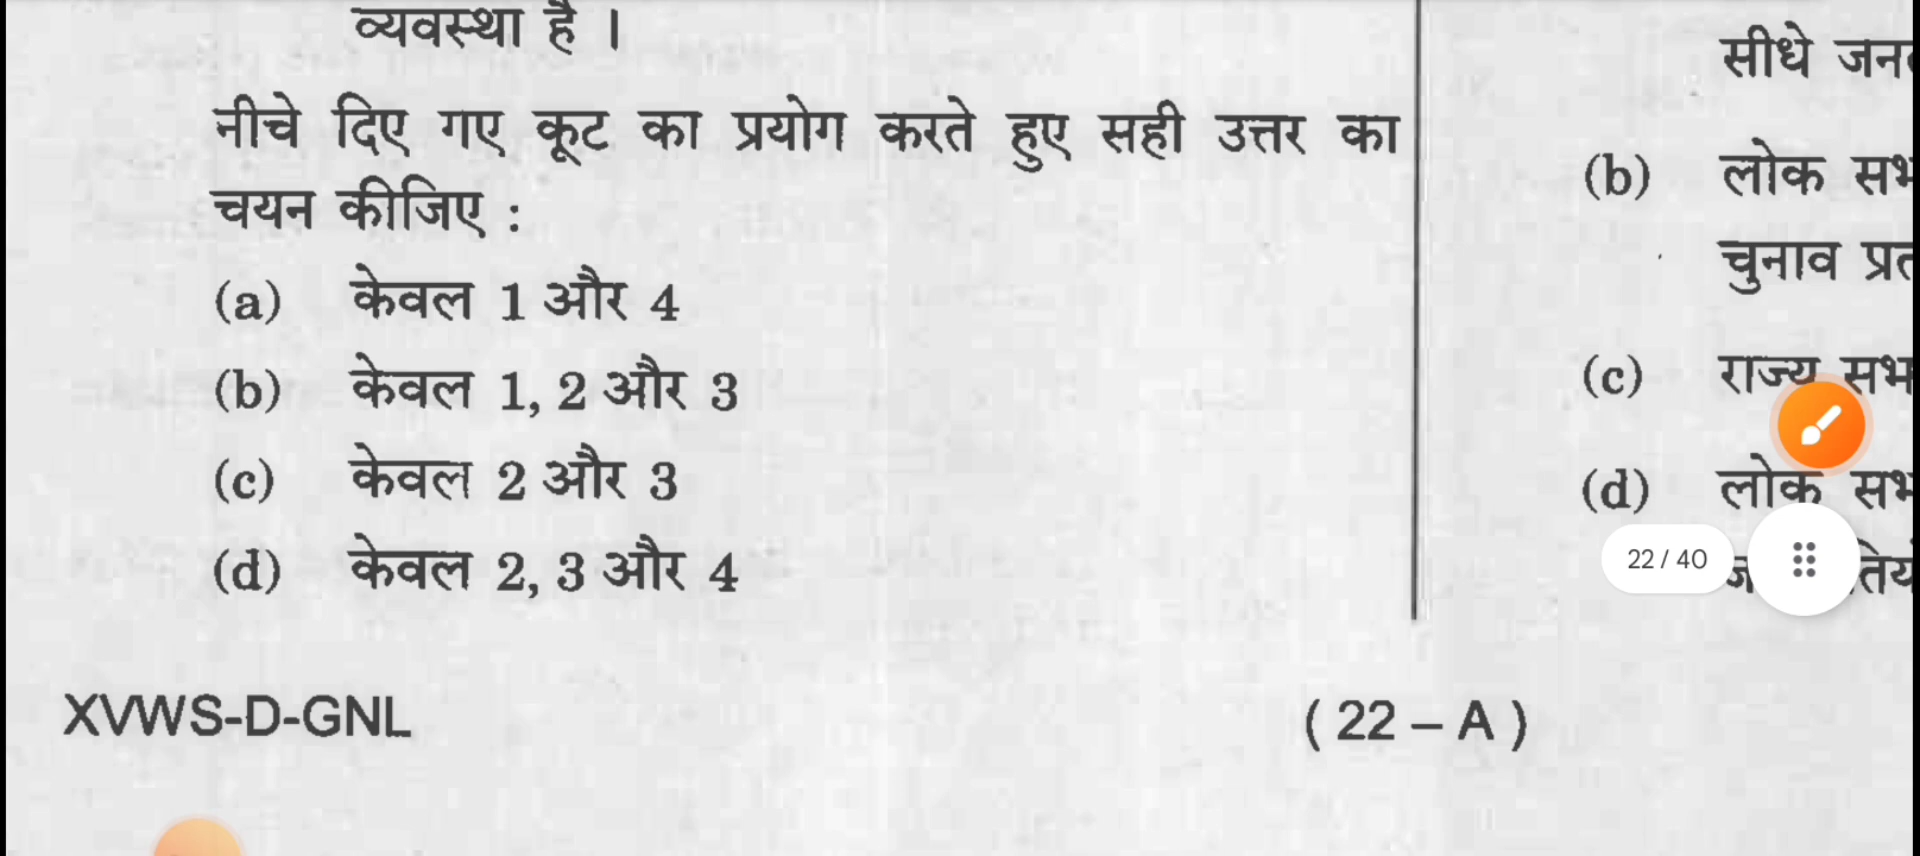 व्यवस्था है ।
नीचे दिए गए कूट का प्रयोग करते हुए सही उत्तर का
चयन कीजिए :
(a) केवल 1 और 4
(b) केवल 1, 2 और 3
(c) केवल 2 और 3
(d) केवल 2, 3 और 4
सीधे
(b) लोक
चुनाव
(c) राज्य
(d) लोक
22 / 40
XVWS-D-GNL
( 22 – A )